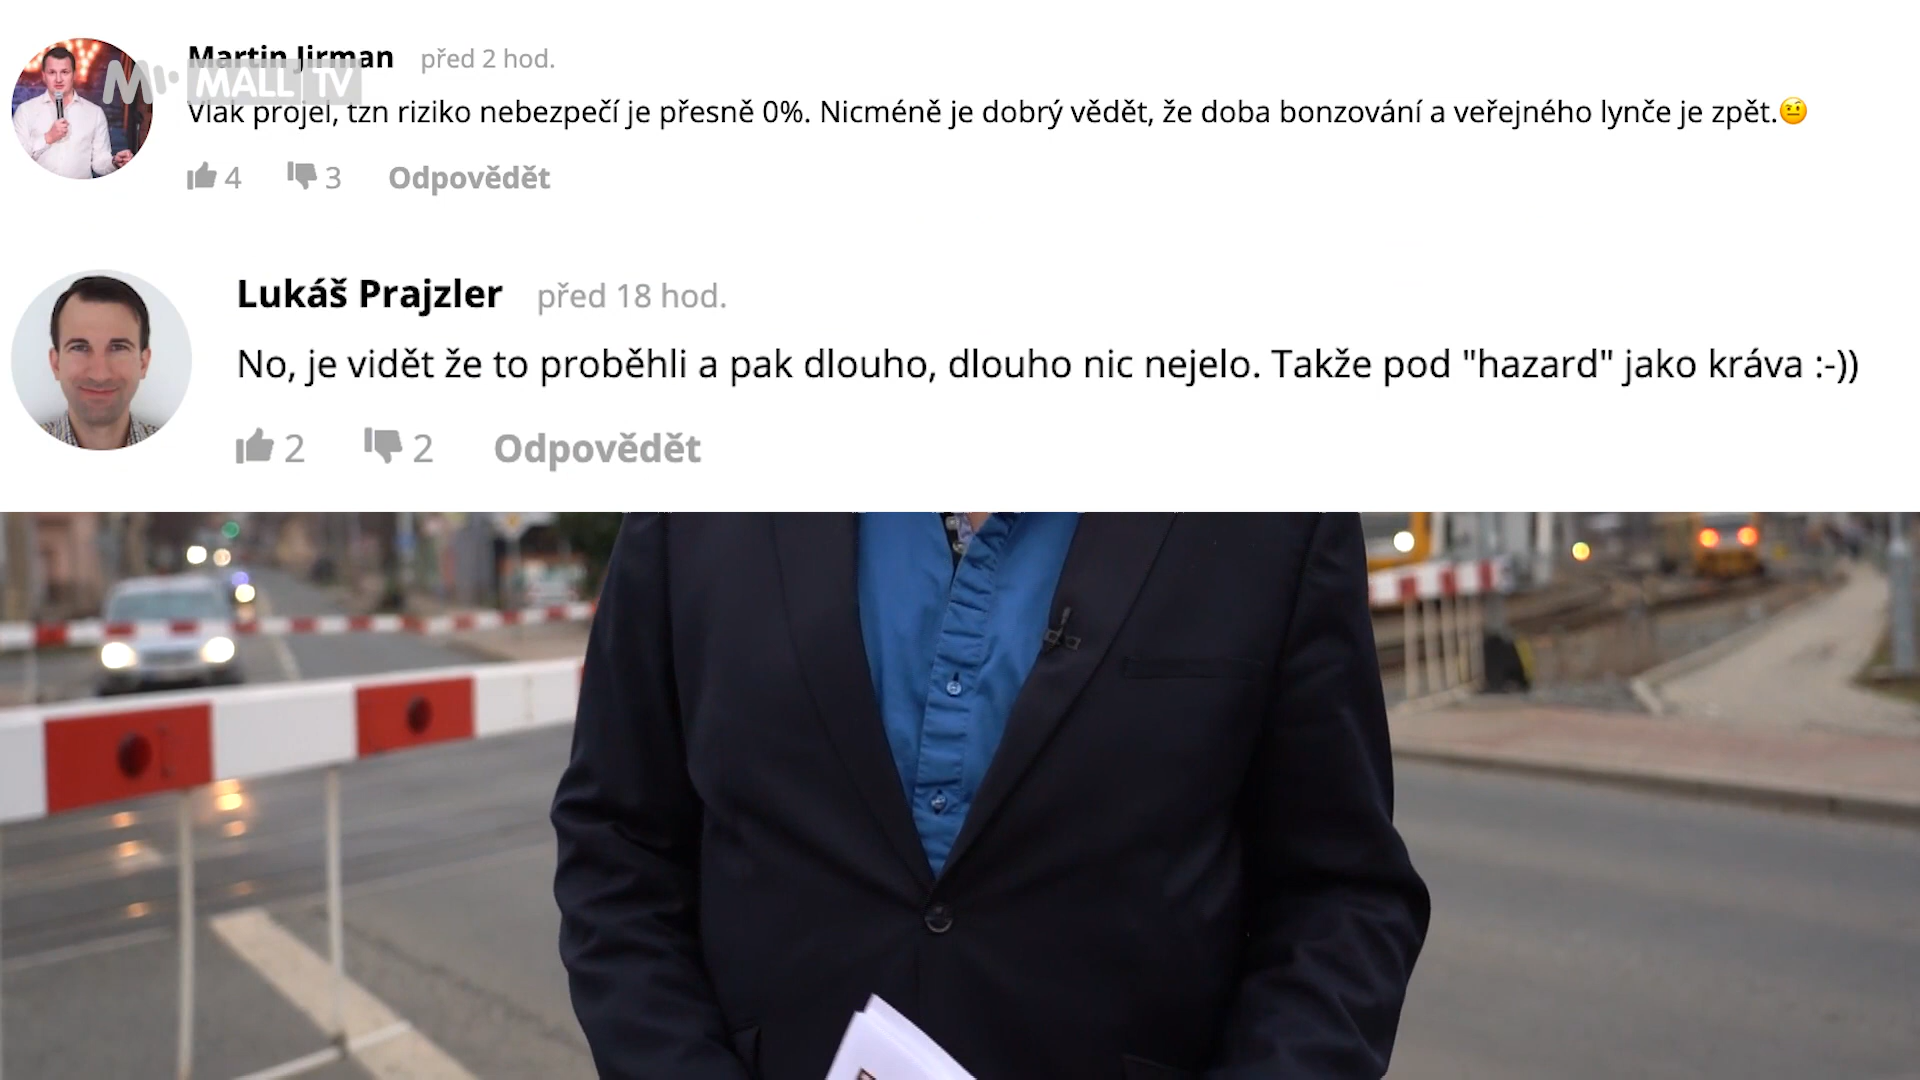 Martin Jirman před 2 hod.
MALL TV
Vlak projel, tzn riziko nebezpečí je přesně 0%. Nicméně je dobrý vědět, že doba bonzování a veřejného lynče je zpět.🤨
4 3 Odpovědět
Lukáš Prajzler před 18 hod.
No, je vidět že to proběhli a pak dlouho, dlouho nic nejelo. Takže pod "hazard" jako kráva :-))
2 2 Odpovědět